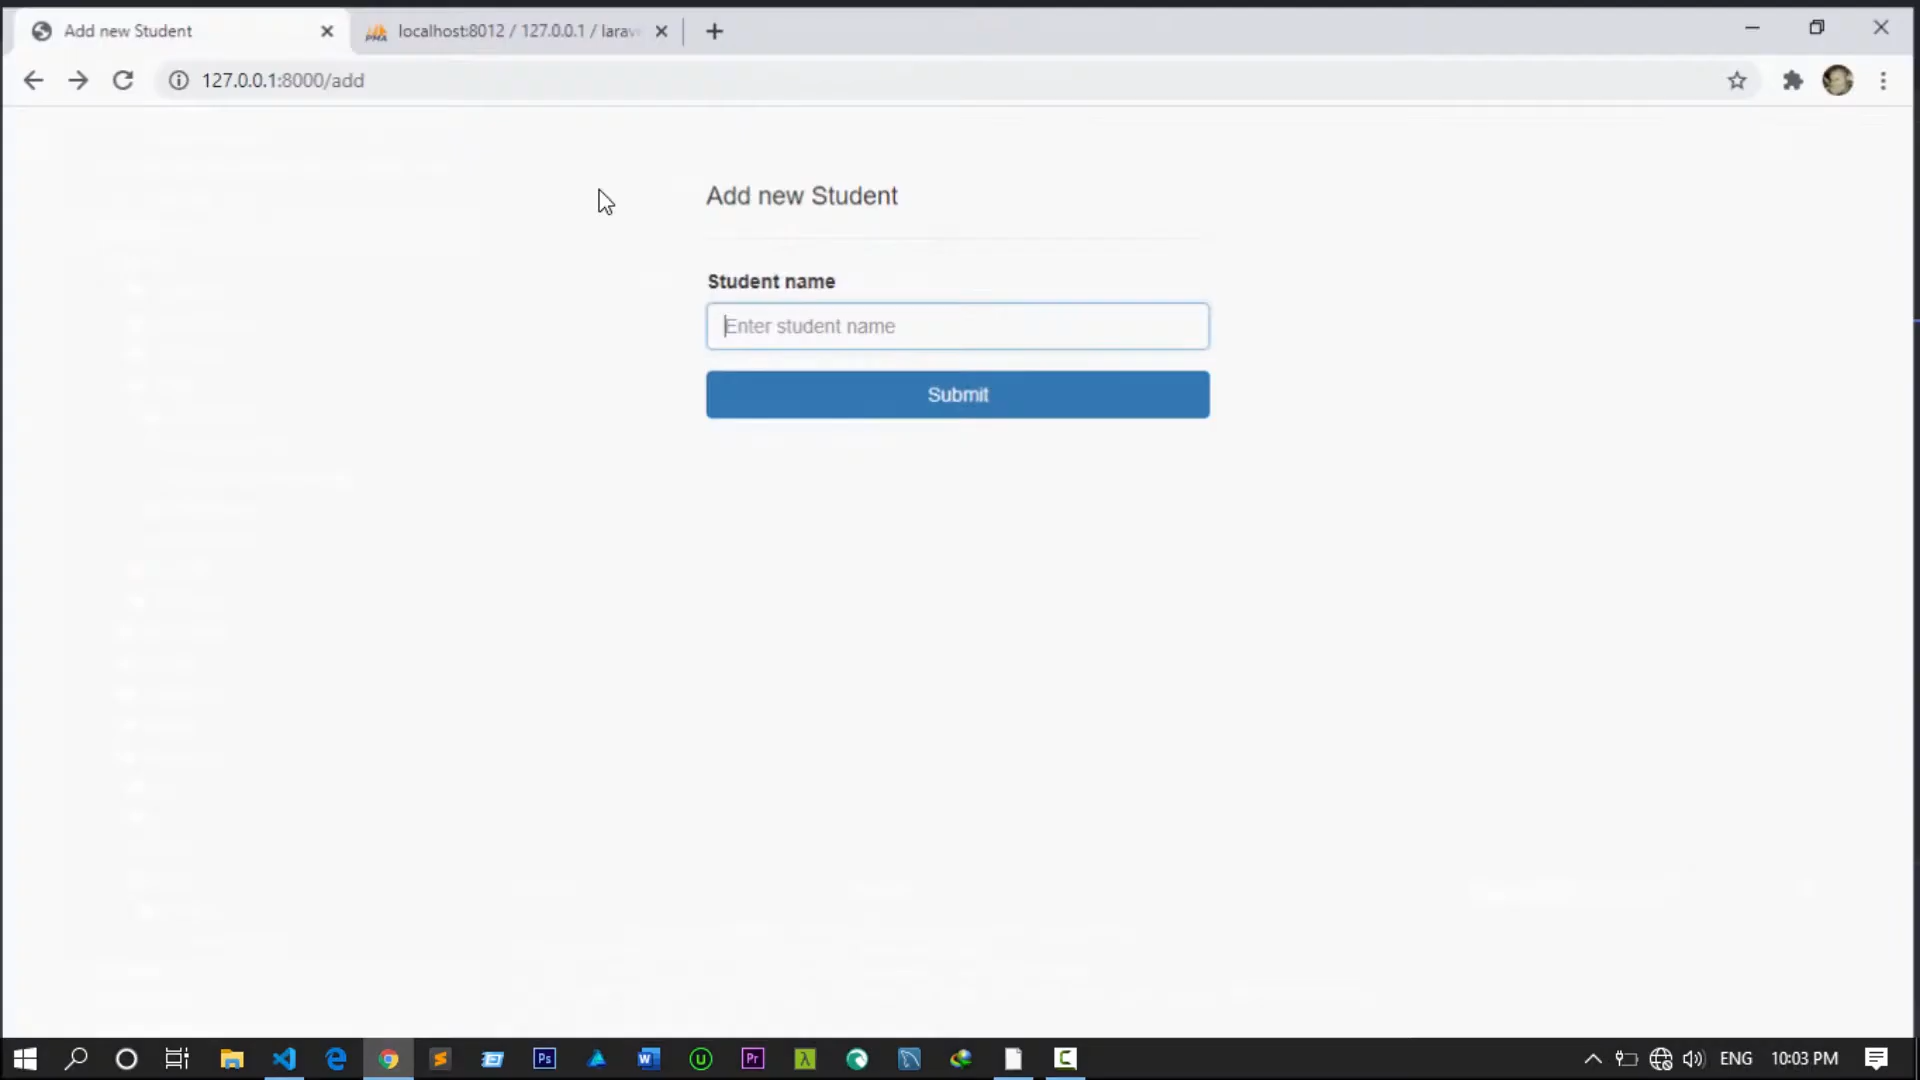 Add new Student
localhost:8012 / 127.0.0.1 / larav
127.0.0.1:8000/add
Add new Student
Student name
Enter student name
Submit
ENG
10:03 PM